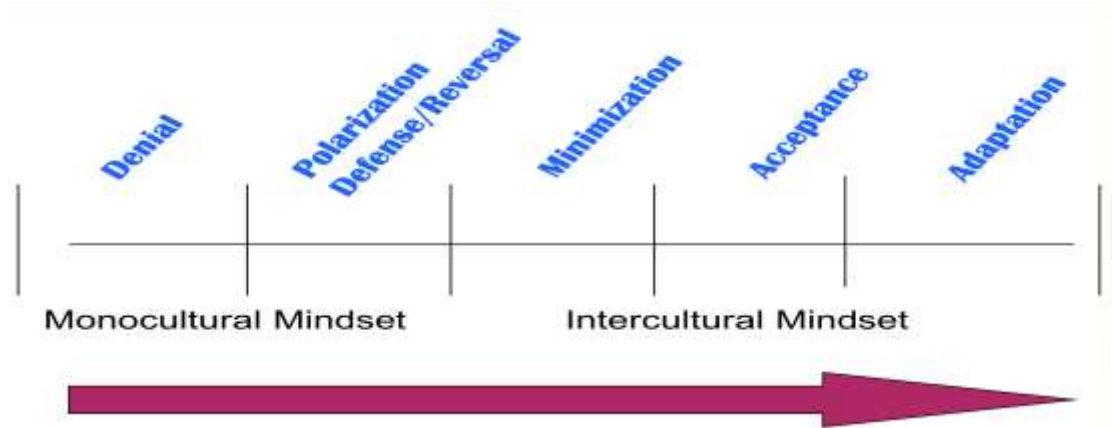 Denial
Polarization
Defense/Reversal
Minimization
Acceptance
Adaptation
Monocultural Mindset
Intercultural Mindset